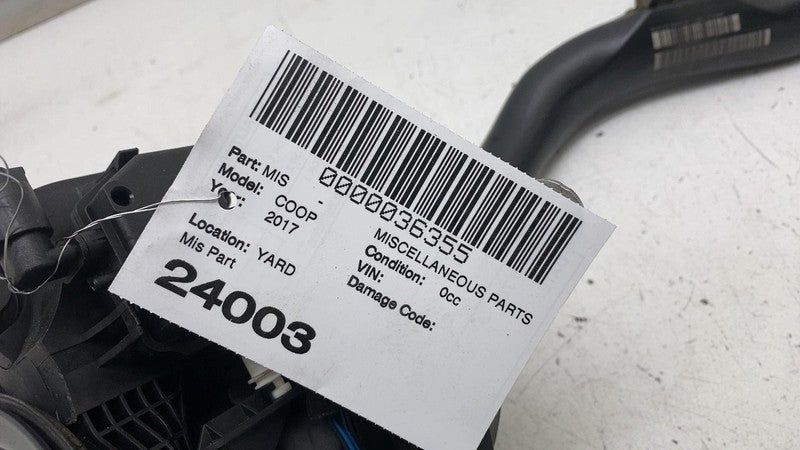 0000036355
Part: MIS - MISCELLANEOUS PARTS
Model: COOP Condition: 0cc
Year: 2017 VIN:
Damage Code:
Location: YARD
Mis Part
24003